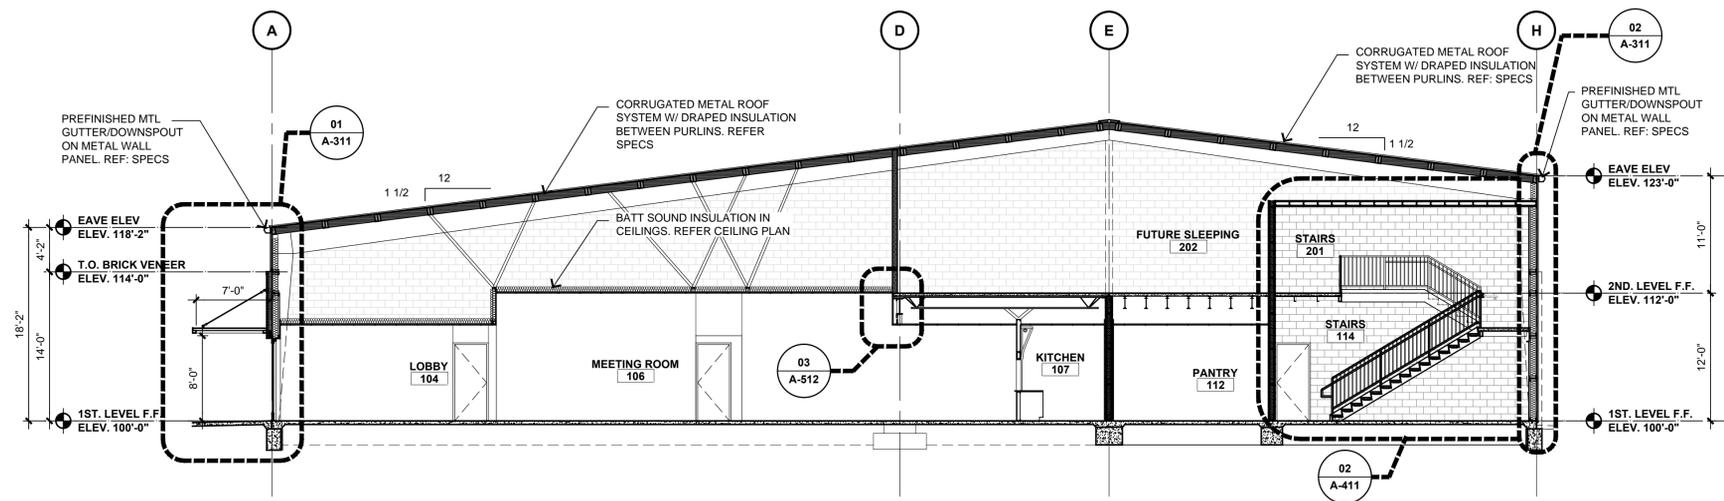 A
D
E
H
02
A-311
CORRUGATED METAL ROOF
SYSTEM W/ DRAPED INSULATION
BETWEEN PURLINS. REF: SPECS
PREFINISHED MTL
GUTTER/DOWNSPOUT
ON METAL WALL
PANEL. REF: SPECS
01
A-311
CORRUGATED METAL ROOF
SYSTEM W/ DRAPED INSULATION
BETWEEN PURLINS. REFER
SPECS
PREFINISHED MTL
GUTTER/DOWNSPOUT
ON METAL WALL
PANEL. REF: SPECS
12
1 1/2
12
1 1/2
EAVE ELEV
ELEV. 123'-0"
EAVE ELEV
ELEV. 118'-2"
BATT SOUND INSULATION IN
CEILINGS. REFER CEILING PLAN
FUTURE SLEEPING
202
STAIRS
201
11'-0"
4'-2"
T.O. BRICK VENEER
ELEV. 114'-0"
7'-0"
2ND. LEVEL F.F.
ELEV. 112'-0"
18'-2"
14'-0"
8'-0"
STAIRS
114
12'-0"
LOBBY
104
MEETING ROOM
106
03
A-512
KITCHEN
107
PANTRY
112
1ST. LEVEL F.F.
ELEV. 100'-0"
1ST. LEVEL F.F.
ELEV. 100'-0"
02
A-411